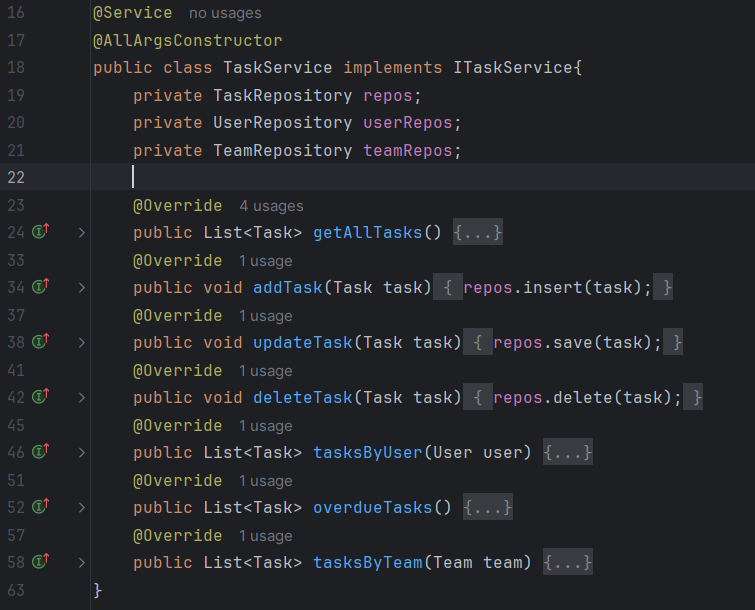 16 @Service no usages
17 @AllArgsConstructor
18 public class TaskService implements ITaskService{
19 private TaskRepository repos;
20 private UserRepository userRepos;
21 private TeamRepository teamRepos;
22
23 @Override 4 usages
24 public List<Task> getAllTasks() {...}
33 @Override 1 usage
34 public void addTask(Task task) { repos.insert(task); }
37 @Override 1 usage
38 public void updateTask(Task task) { repos.save(task); }
41 @Override 1 usage
42 public void deleteTask(Task task) { repos.delete(task); }
45 @Override 1 usage
46 public List<Task> tasksByUser(User user) {...}
51 @Override 1 usage
52 public List<Task> overdueTasks() {...}
57 @Override 1 usage
58 public List<Task> tasksByTeam(Team team) {...}
63 }